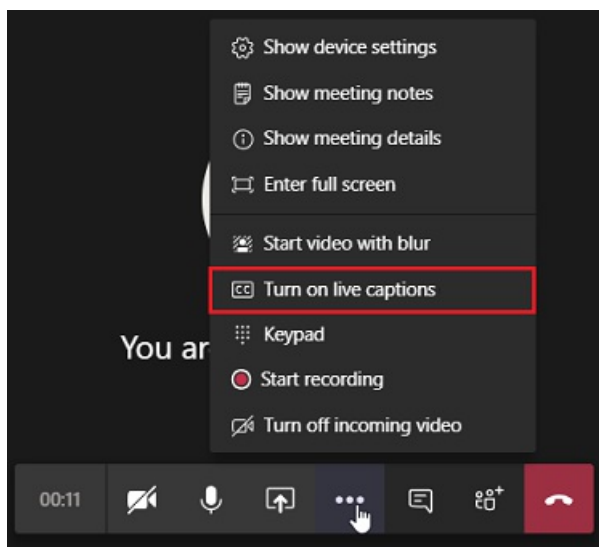 Show device settings
Show meeting notes
Show meeting details
Enter full screen
Start video with blur
CC Turn on live captions
You ar
Keypad
Start recording
Turn off incoming video
00:11